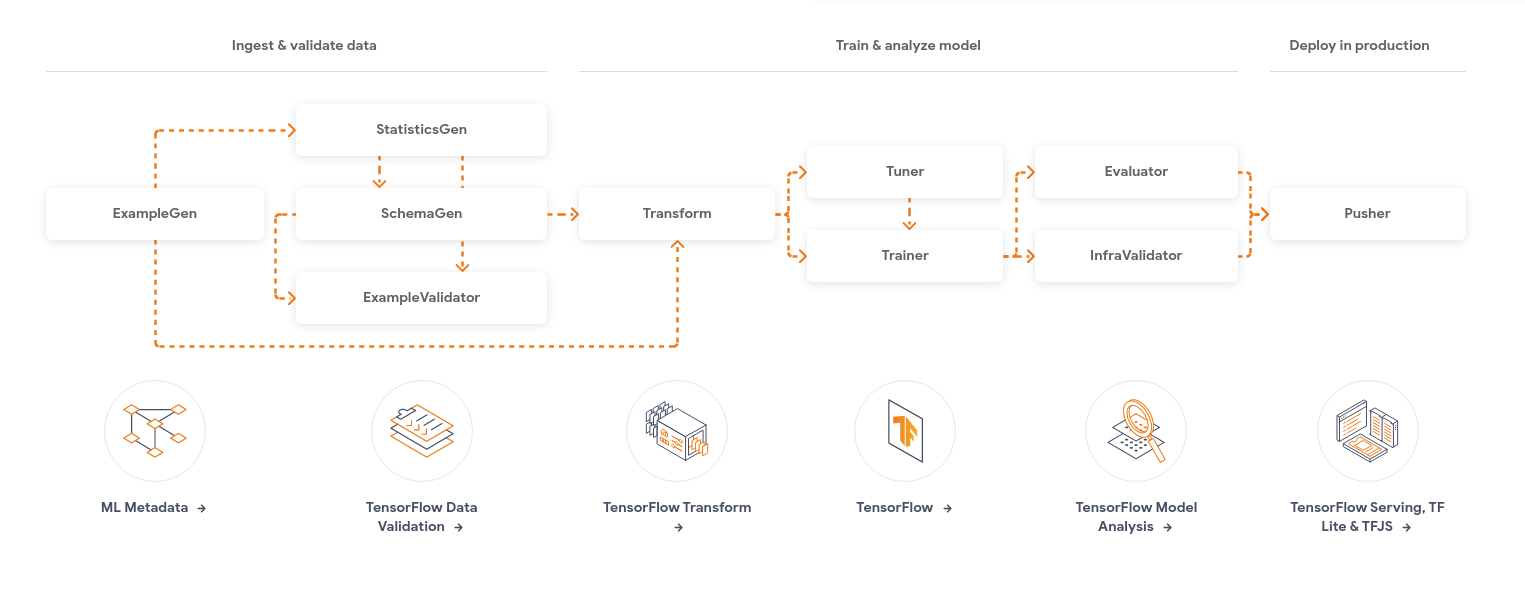 Ingest & validate data
Train & analyze model
Deploy in production
StatisticsGen
ExampleGen
SchemaGen
ExampleValidator
Transform
Tuner
Trainer
Evaluator
InfraValidator
Pusher
ML Metadata →
TensorFlow Data
Validation →
TensorFlow Transform
→
TensorFlow →
TensorFlow Model
Analysis →
TensorFlow Serving, TF
Lite & TFJS →